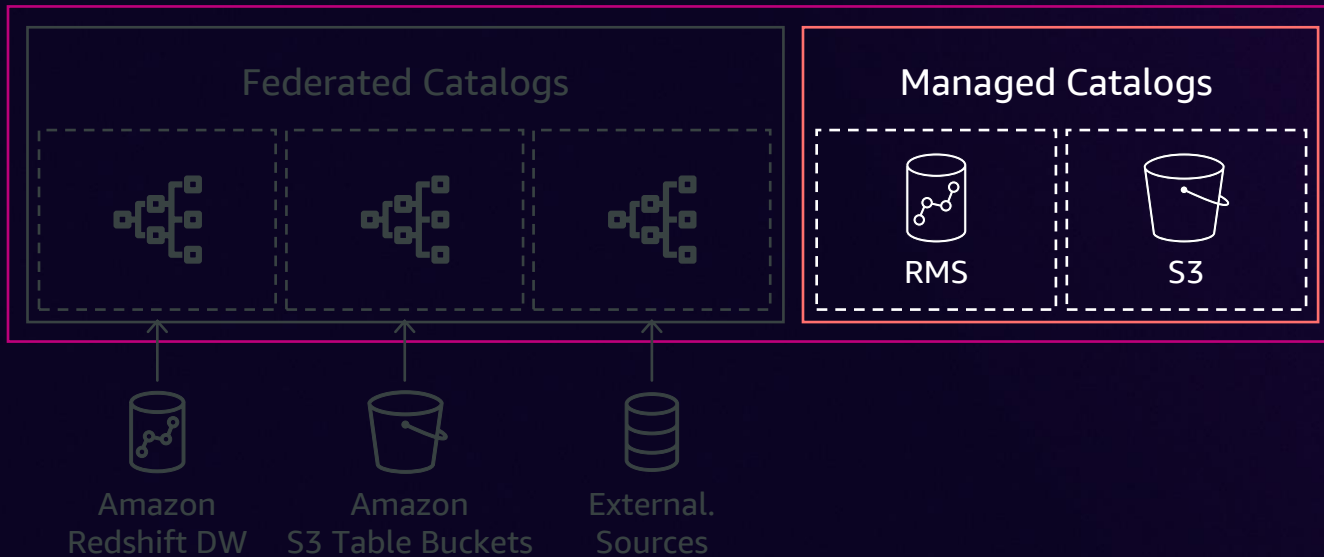 Federated Catalogs
Managed Catalogs
RMS
S3
Amazon
Redshift DW
Amazon
S3 Table Buckets
External.
Sources